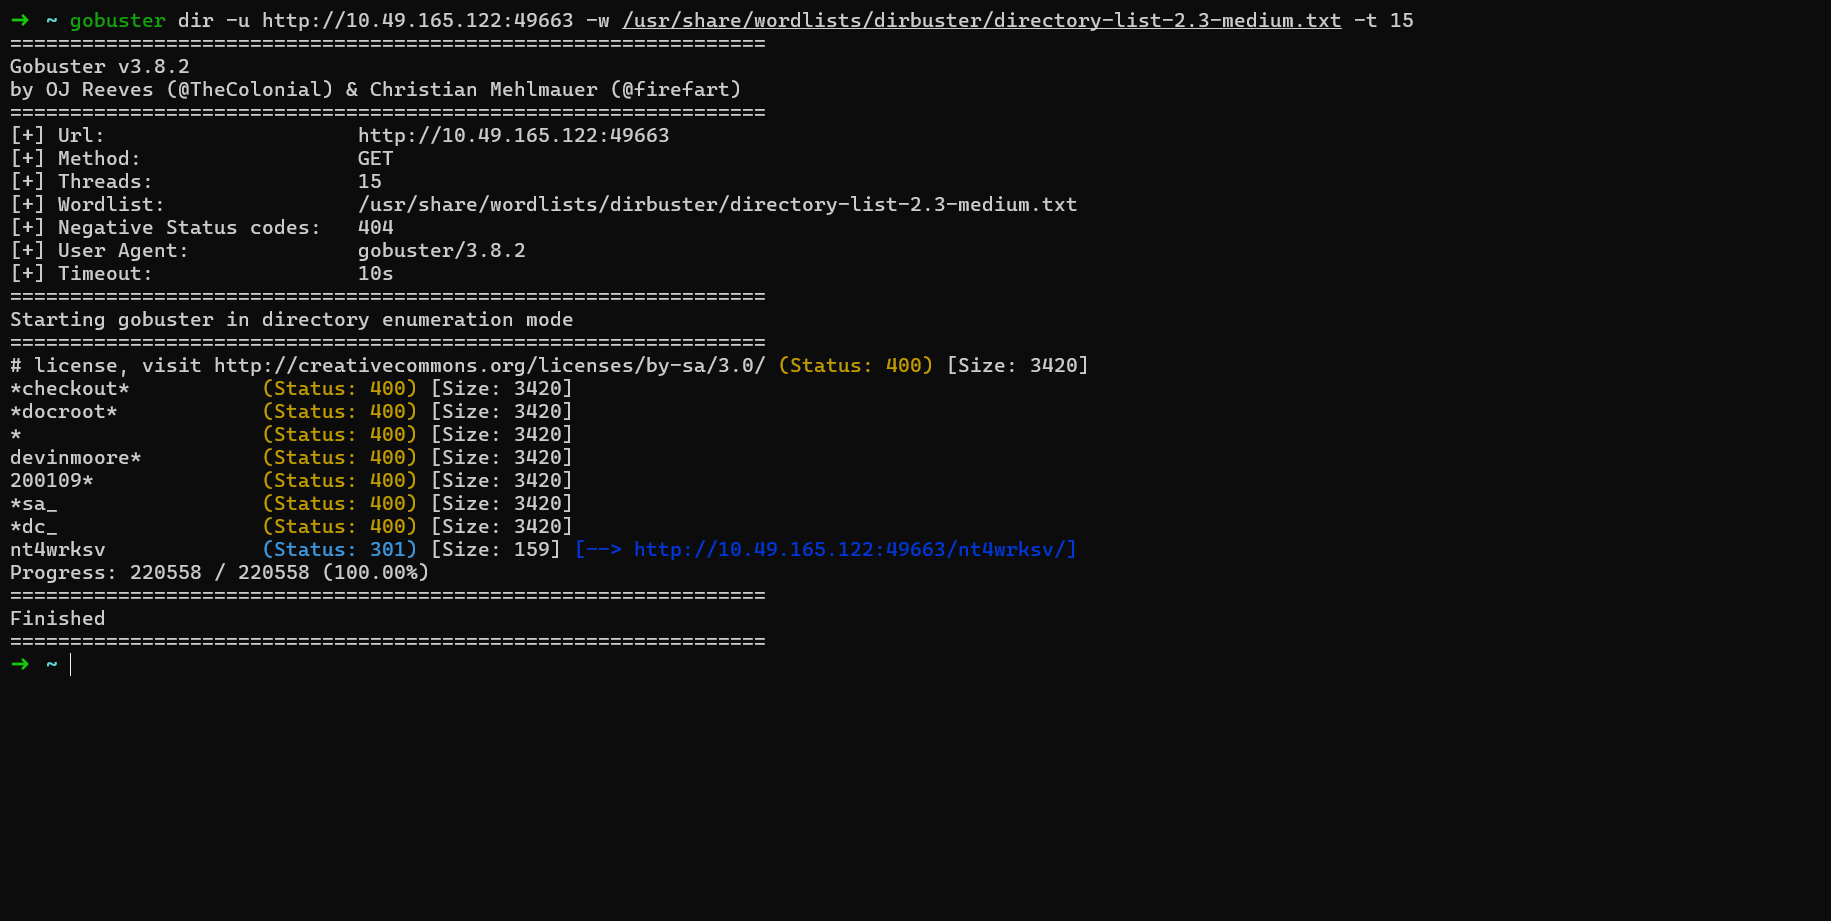 → ~ gobuster dir -u http://10.49.165.122:49663 -w /usr/share/wordlists/dirbuster/directory-list-2.3-medium.txt -t 15
===============================================================
Gobuster v3.8.2
by OJ Reeves (@TheColonial) & Christian Mehlmauer (@firefart)
===============================================================
[+] Url:                     http://10.49.165.122:49663
[+] Method:                  GET
[+] Threads:                 15
[+] Wordlist:                /usr/share/wordlists/dirbuster/directory-list-2.3-medium.txt
[+] Negative Status codes:   404
[+] User Agent:              gobuster/3.8.2
[+] Timeout:                 10s
===============================================================
Starting gobuster in directory enumeration mode
===============================================================
# license, visit http://creativecommons.org/licenses/by-sa/3.0/ (Status: 400) [Size: 3420]
*checkout*           (Status: 400) [Size: 3420]
*docroot*            (Status: 400) [Size: 3420]
*                    (Status: 400) [Size: 3420]
devinmoore*          (Status: 400) [Size: 3420]
200109*              (Status: 400) [Size: 3420]
*sa_                 (Status: 400) [Size: 3420]
*dc_                 (Status: 400) [Size: 3420]
nt4wrksv             (Status: 301) [Size: 159] [--> http://10.49.165.122:49663/nt4wrksv/]
Progress: 220558 / 220558 (100.00%)
===============================================================
Finished
===============================================================
→ ~